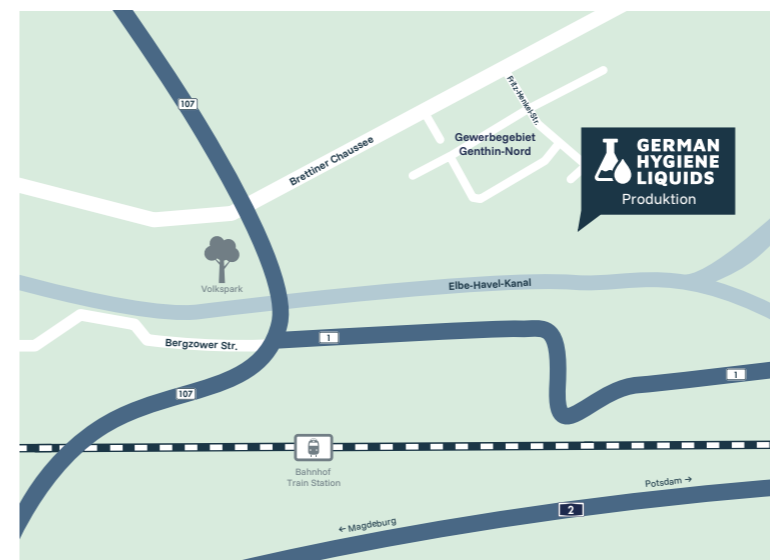 107
Fritz-Henkel-Str.
Brettiner Chaussee
Gewerbegebiet
Genthin-Nord
GERMAN
HYGIENE
LIQUIDS
Produktion
Volkspark
Elbe-Havel-Kanal
Bergzower Str.
1
1
107
Bahnhof
Train Station
Potsdam →
2
← Magdeburg